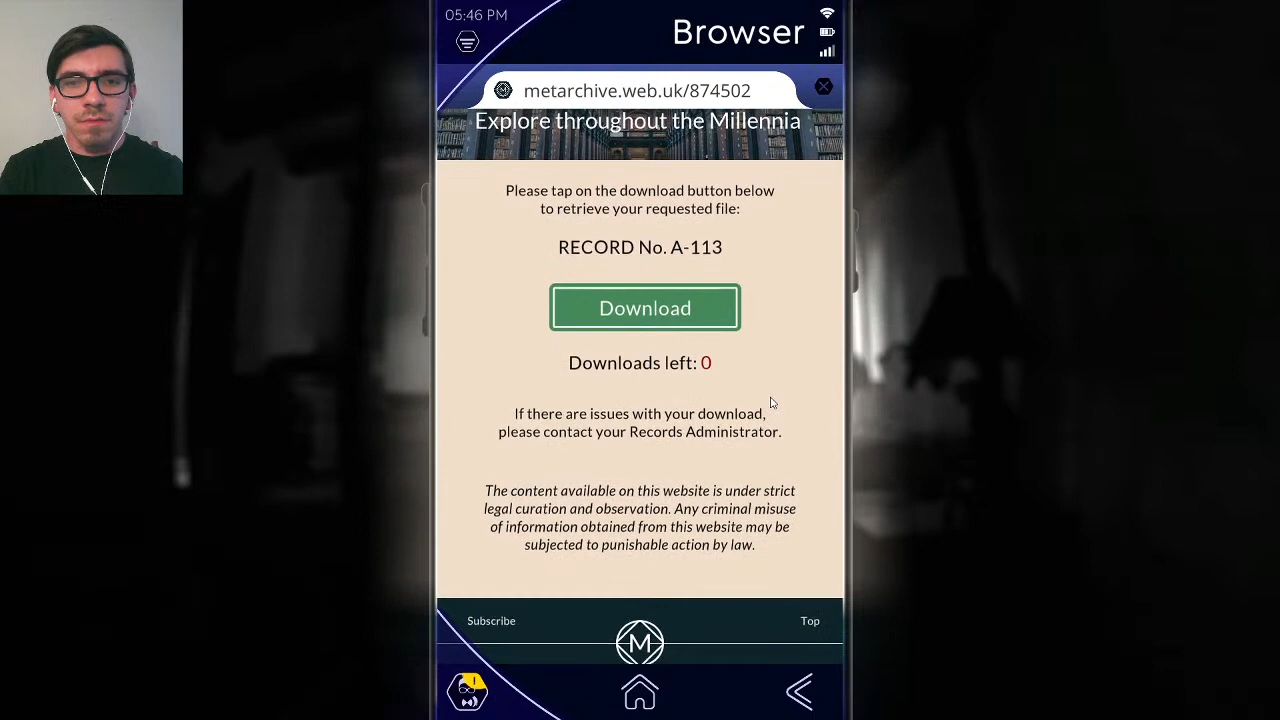 05:46 PM
Browser
metarchive.web.uk/874502
Explore throughout the Millennia
Please tap on the download button below
to retrieve your requested file:
RECORD No. A-113
Download
Downloads left: 0
If there are issues with your download,
please contact your Records Administrator.
The content available on this website is under strict
legal curation and observation. Any criminal misuse
of information obtained from this website may be
subjected to punishable action by law.
Subscribe
Top
M
!